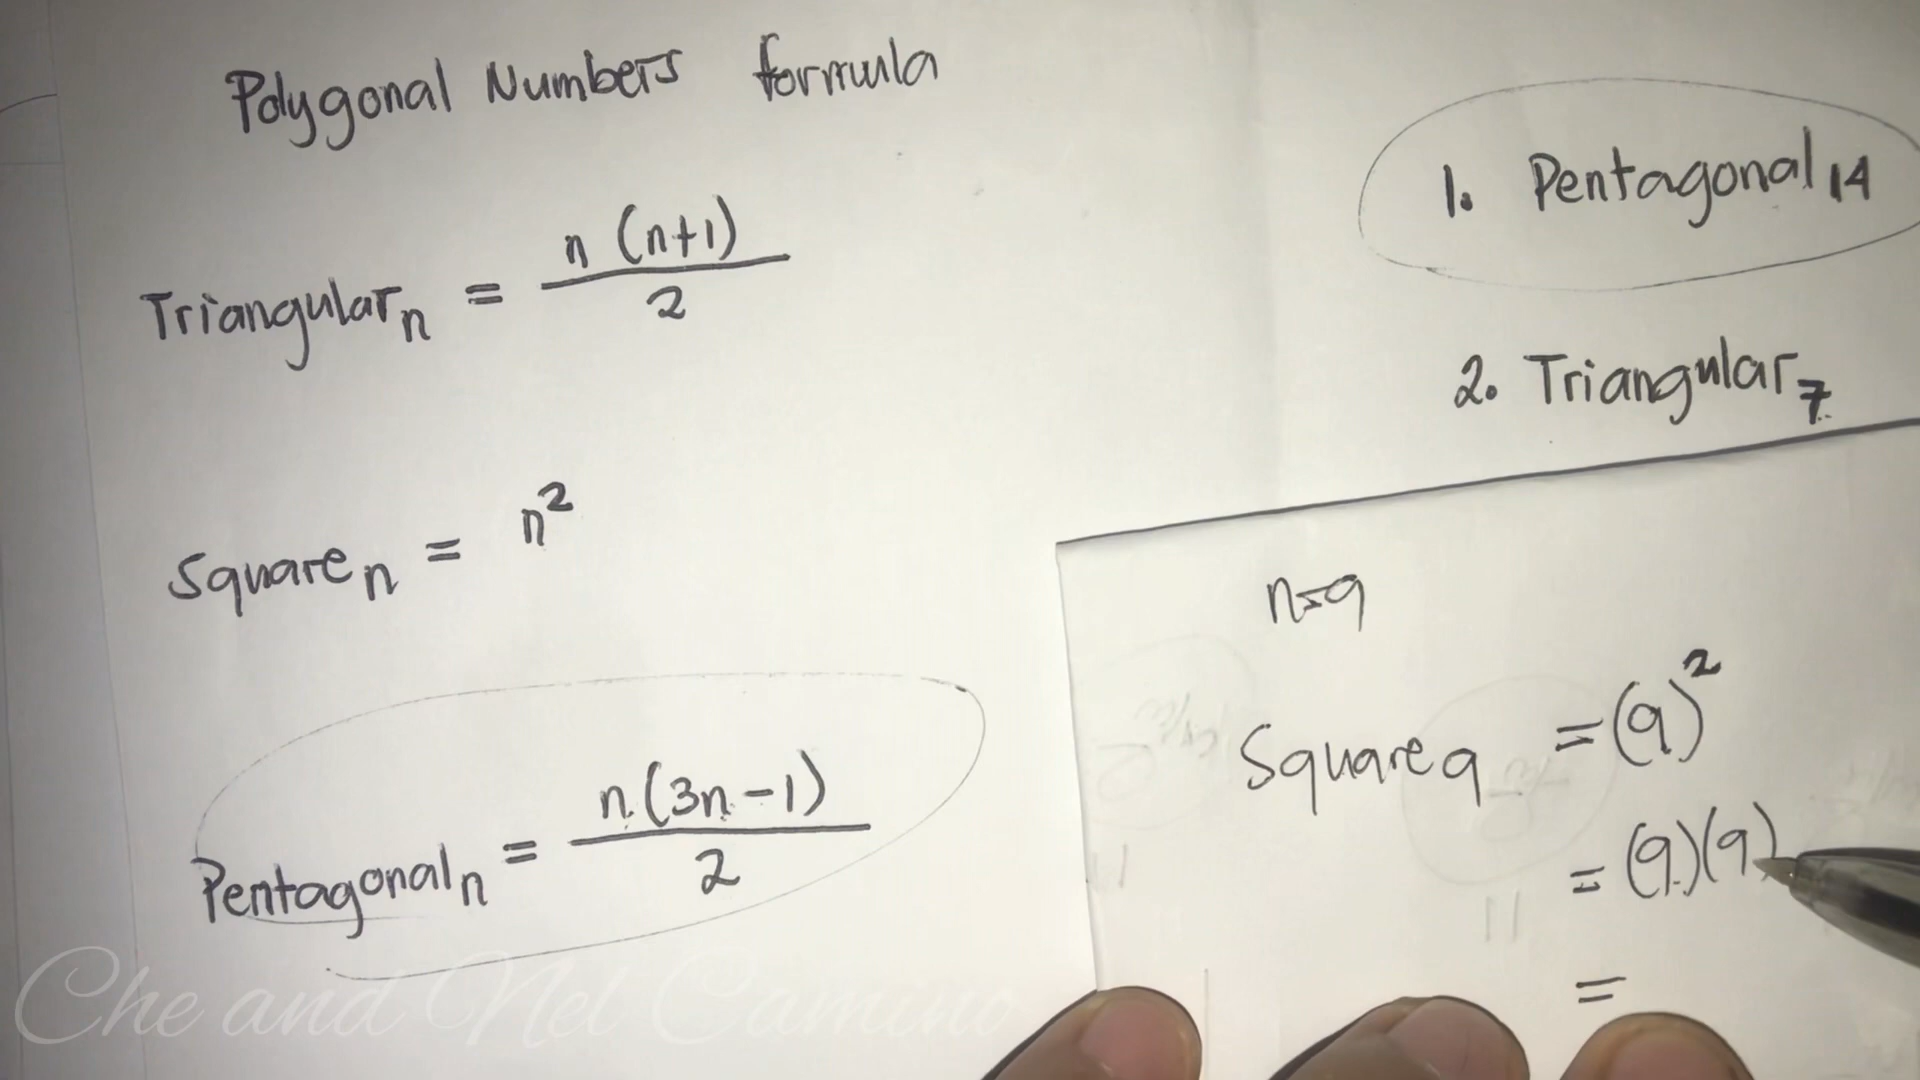 Polygonal Numbers formula
Triangular n = n (n+1) / 2
Square n = n²
Pentagonal n = n (3n-1) / 2
1. Pentagonal 14
2. Triangular 7
n=9
Square 9 = (9)²
= (9)(9)
=
Che and Nel Camino